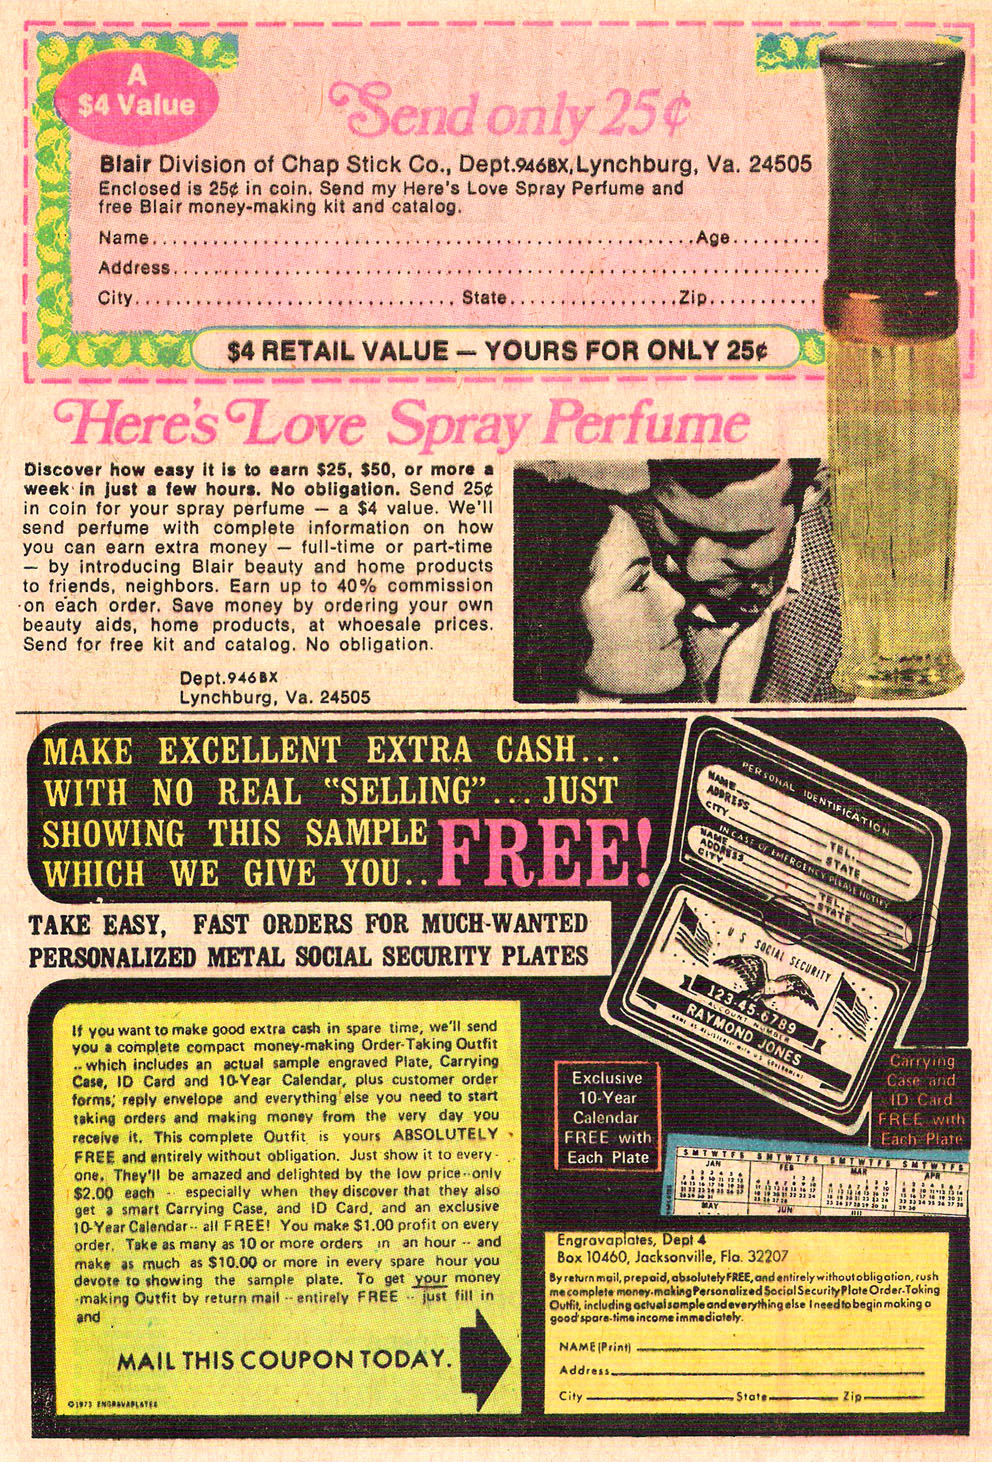 A
$4 Value
Send only 25¢
Blair Division of Chap Stick Co., Dept.946BX, Lynchburg, Va. 24505
Enclosed is 25¢ in coin. Send my Here's Love Spray Perfume and
free Blair money-making kit and catalog.
Name.......................................................Age.........
Address...................................................................
City................................State.................Zip...........
$4 RETAIL VALUE — YOURS FOR ONLY 25¢
Here's Love Spray Perfume
Discover how easy it is to earn $25, $50, or more a
week in just a few hours. No obligation. Send 25¢
in coin for your spray perfume — a $4 value. We'll
send perfume with complete information on how
you can earn extra money — full-time or part-time
— by introducing Blair beauty and home products
to friends, neighbors. Earn up to 40% commission
on each order. Save money by ordering your own
beauty aids, home products, at whoesale prices.
Send for free kit and catalog. No obligation.
Dept.946BX
Lynchburg, Va. 24505
MAKE EXCELLENT EXTRA CASH...
WITH NO REAL "SELLING"... JUST
SHOWING THIS SAMPLE
WHICH WE GIVE YOU.. FREE!
TAKE EASY, FAST ORDERS FOR MUCH-WANTED
PERSONALIZED METAL SOCIAL SECURITY PLATES
PERSONAL IDENTIFICATION
NAME
ADDRESS
CITY
TEL.
STATE
IN CASE OF EMERGENCY PLEASE NOTIFY
NAME
ADDRESS
CITY
TEL.
STATE
U S SOCIAL SECURITY
123-45-6789
ACCOUNT NUMBER
RAYMOND JONES
NAME AS REGISTERED WITH U.S. GOVERNMENT
If you want to make good extra cash in spare time, we'll send
you a complete compact money-making Order-Taking Outfit
-- which includes an actual sample engraved Plate, Carrying
Case, ID Card and 10-Year Calendar, plus customer order
forms, reply envelope and everything else you need to start
taking orders and making money from the very day you
receive it. This complete Outfit is yours ABSOLUTELY
FREE and entirely without obligation. Just show it to every-
one. They'll be amazed and delighted by the low price--only
$2.00 each -- especially when they discover that they also
get a smart Carrying Case, and ID Card, and an exclusive
10-Year Calendar-- all FREE! You make $1.00 profit on every
order. Take as many as 10 or more orders in an hour -- and
make as much as $10.00 or more in every spare hour you
devote to showing the sample plate. To get your money
-making Outfit by return mail -- entirely FREE -- just fill in
and
MAIL THIS COUPON TODAY.
©1973 ENGRAVAPLATES
Exclusive
10-Year
Calendar
FREE with
Each Plate
Carrying
Case and
ID Card
FREE with
Each Plate
S M T W T F S S M T W T F S S M T W T F S S M T W T F S
JAN FEB MAR APR
MAY JUN
Engravaplates, Dept 4
Box 10460, Jacksonville, Fla. 32207
By return mail, prepaid, absolutely FREE, and entirely without obligation, rush
me complete money-making Personalized Social Security Plate Order-Taking
Outfit, including actual sample and everything else I need to begin making a
good spare-time income immediately.
NAME (Print)
Address
City State Zip